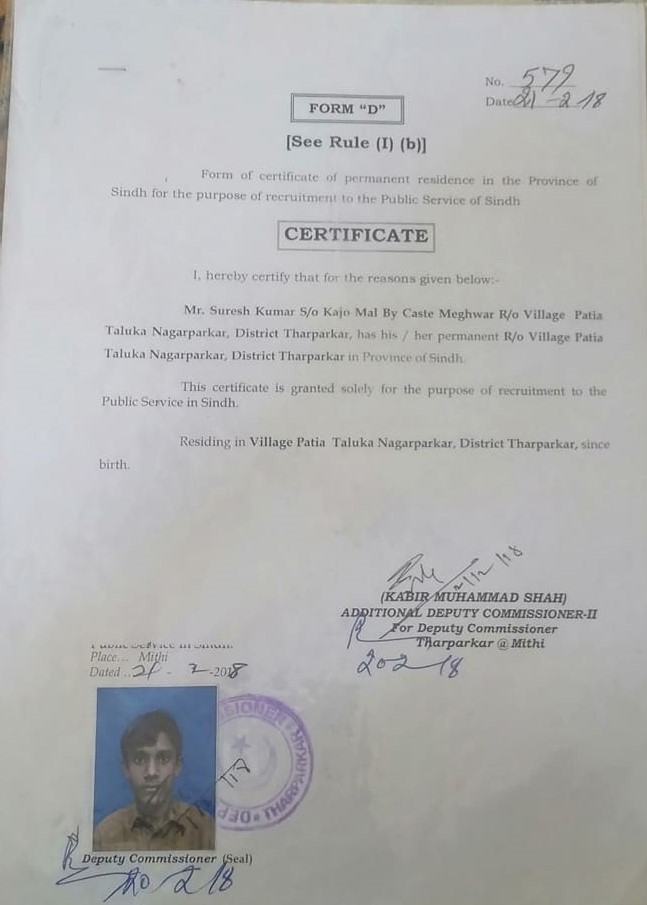 No. 579
Date 21-2-18
FORM "D"
[See Rule (I) (b)]
Form of certificate of permanent residence in the Province of
Sindh for the purpose of recruitment to the Public Service of Sindh
CERTIFICATE
I, hereby certify that for the reasons given below:-
Mr. Suresh Kumar S/o Kajo Mal By Caste Meghwar R/o Village Patia
Taluka Nagarparkar, District Tharparkar, has his / her permanent R/o Village Patia
Taluka Nagarparkar, District Tharparkar in Province of Sindh.
This certificate is granted solely for the purpose of recruitment to the
Public Service in Sindh.
Residing in Village Patia Taluka Nagarparkar, District Tharparkar, since
birth.
(KABIR MUHAMMAD SHAH)
ADDITIONAL DEPUTY COMMISSIONER-II
For Deputy Commissioner
Tharparkar @ Mithi
20 2 18
Public Service in Sindh.
Place... Mithi
Dated .. 21 - 2 -2018
THARPARKAR
Deputy Commissioner (Seal)
20 2 18